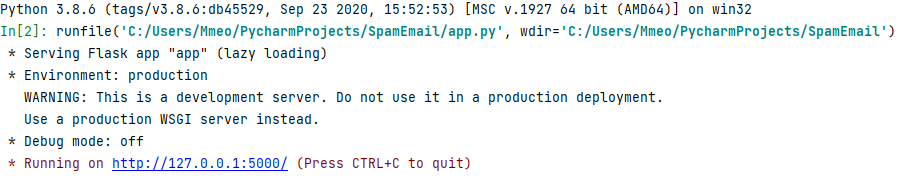 Python 3.8.6 (tags/v3.8.6:db45529, Sep 23 2020, 15:52:53) [MSC v.1927 64 bit (AMD64)] on win32
In[2]: runfile('C:/Users/Mmeo/PycharmProjects/SpamEmail/app.py', wdir='C:/Users/Mmeo/PycharmProjects/SpamEmail')
 * Serving Flask app "app" (lazy loading)
 * Environment: production
   WARNING: This is a development server. Do not use it in a production deployment.
   Use a production WSGI server instead.
 * Debug mode: off
 * Running on http://127.0.0.1:5000/ (Press CTRL+C to quit)